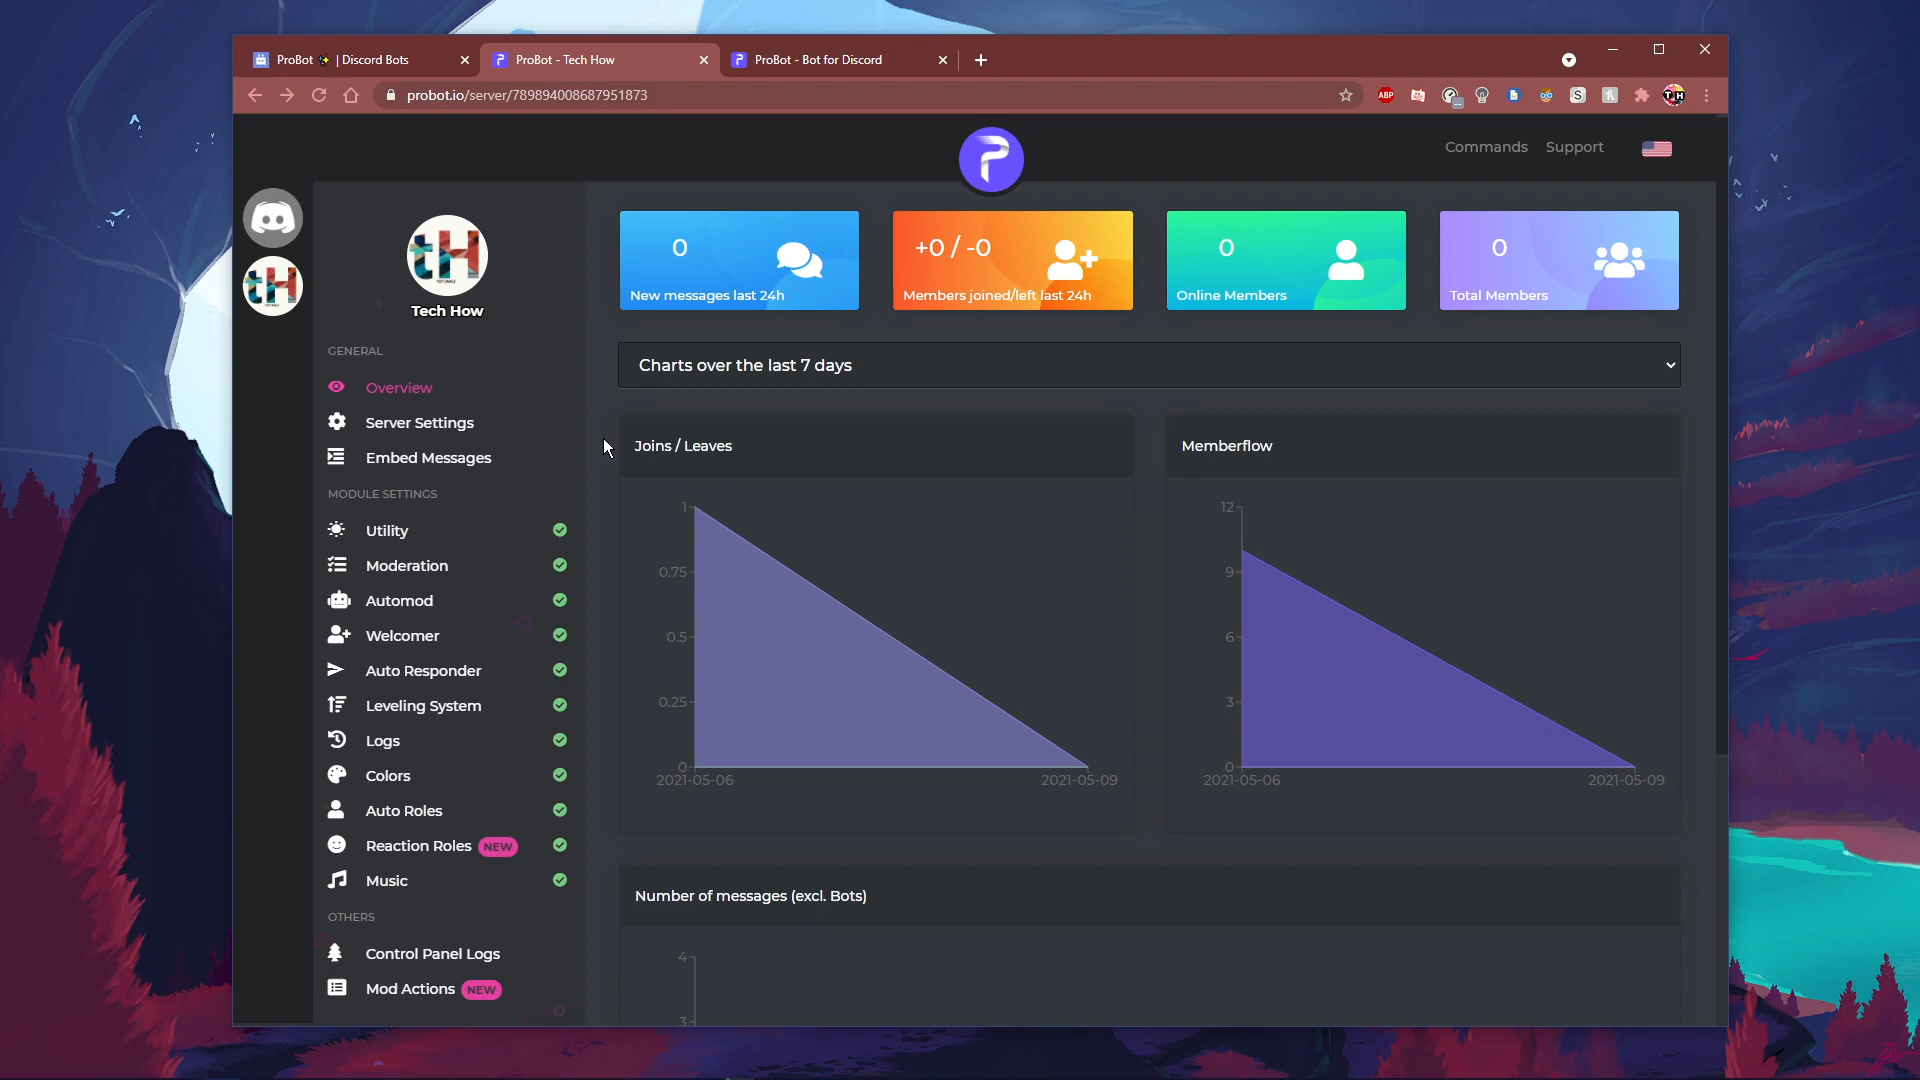 ProBot ✨ | Discord Bots
ProBot - Tech How
ProBot - Bot for Discord
probot.io/server/789894008687951873
ABP
S
TH
Commands
Support
tH
tH
Tech How
GENERAL
Overview
Server Settings
Embed Messages
MODULE SETTINGS
Utility
Moderation
Automod
Welcomer
Auto Responder
Leveling System
Logs
Colors
Auto Roles
Reaction Roles NEW
Music
OTHERS
Control Panel Logs
Mod Actions NEW
0
New messages last 24h
+0 / -0
Members joined/left last 24h
0
Online Members
0
Total Members
Charts over the last 7 days
Joins / Leaves
1
0.75
0.5
0.25
0
2021-05-06
2021-05-09
Memberflow
12
9
6
3
0
2021-05-06
2021-05-09
Number of messages (excl. Bots)
4
3